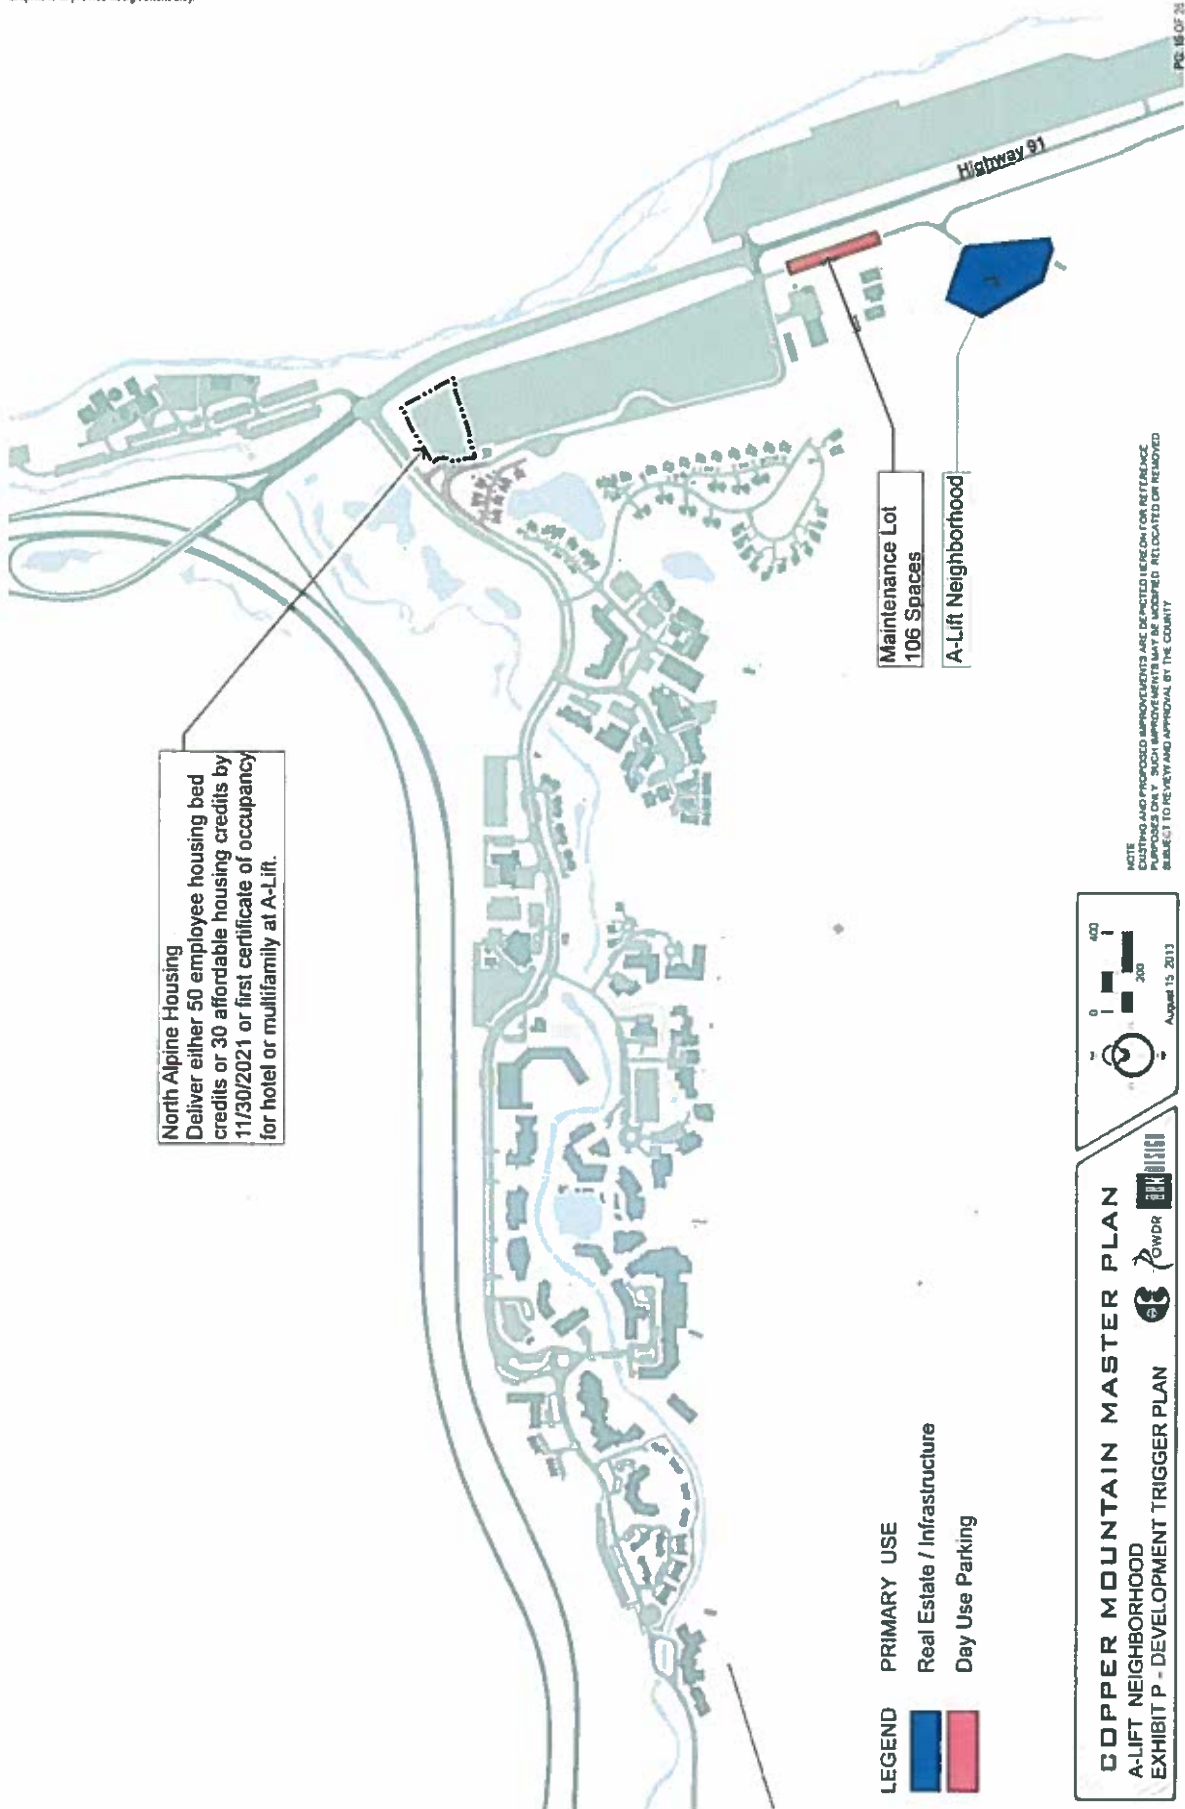 North Alpine Housing
Deliver either 50 employee housing bed
credits or 30 affordable housing credits by
11/30/2021 or first certificate of occupancy
for hotel or multifamily at A-Lift.
Highway 91
Maintenance Lot
106 Spaces
A-Lift Neighborhood
LEGEND PRIMARY USE
Real Estate / Infrastructure
Day Use Parking
NOTE
EXISTING AND PROPOSED IMPROVEMENTS ARE DEPICTED HEREON FOR REFERENCE
PURPOSES ONLY SUCH IMPROVEMENTS MAY BE MODIFIED RELOCATED OR REMOVED
SUBJECT TO REVIEW AND APPROVAL BY THE COUNTY
COPPER MOUNTAIN MASTER PLAN
A-LIFT NEIGHBORHOOD
EXHIBIT P - DEVELOPMENT TRIGGER PLAN
POWDR
DESIGN
0 200 400
August 15 2013